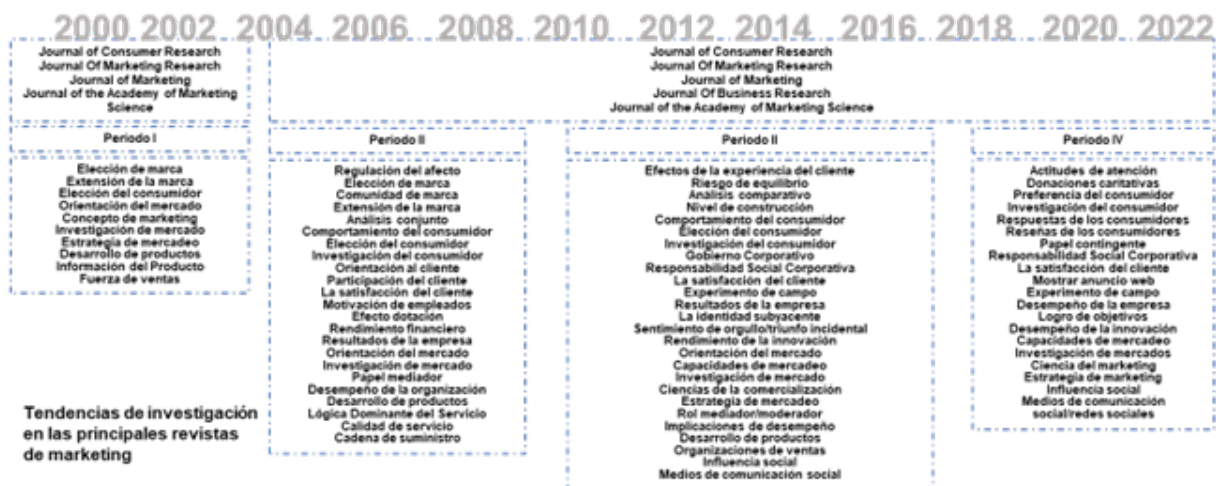 2000 2002 2004 2006 2008 2010 2012 2014 2016 2018 2020 2022
Journal of Consumer Research
Journal Of Marketing Research
Journal of Marketing
Journal of the Academy of Marketing
Science
Journal of Consumer Research
Journal Of Marketing Research
Journal of Marketing
Journal Of Business Research
Journal of the Academy of Marketing Science
Periodo I
Elección de marca
Extensión de la marca
Elección del consumidor
Orientación del mercado
Concepto de marketing
Investigación de mercado
Estrategia de mercadeo
Desarrollo de productos
Información del Producto
Fuerza de ventas
Periodo II
Regulación del afecto
Elección de marca
Comunidad de marca
Extensión de la marca
Análisis conjunto
Comportamiento del consumidor
Elección del consumidor
Investigación del consumidor
Orientación al cliente
Participación del cliente
La satisfacción del cliente
Motivación de empleados
Efecto dotación
Rendimiento financiero
Resultados de la empresa
Orientación del mercado
Investigación de mercado
Papel mediador
Desempeño de la organización
Desarrollo de productos
Lógica Dominante del Servicio
Calidad de servicio
Cadena de suministro
Periodo II
Efectos de la experiencia del cliente
Riesgo de equilibrio
Análisis comparativo
Nivel de construcción
Comportamiento del consumidor
Elección del consumidor
Investigación del consumidor
Gobierno Corporativo
Responsabilidad Social Corporativa
La satisfacción del cliente
Experimento de campo
Resultados de la empresa
La identidad subyacente
Sentimiento de orgullo/triunfo incidental
Rendimiento de la innovación
Orientación del mercado
Capacidades de mercadeo
Investigación de mercado
Ciencias de la comercialización
Estrategia de mercadeo
Rol mediador/moderador
Implicaciones de desempeño
Desarrollo de productos
Organizaciones de ventas
Influencia social
Medios de comunicación social
Periodo IV
Actitudes de atención
Donaciones caritativas
Preferencia del consumidor
Investigación del consumidor
Respuestas de los consumidores
Reseñas de los consumidores
Papel contingente
Responsabilidad Social Corporativa
La satisfacción del cliente
Mostrar anuncio web
Experimento de campo
Desempeño de la empresa
Logro de objetivos
Desempeño de la innovación
Capacidades de mercadeo
Investigación de mercados
Ciencia del marketing
Estrategia de marketing
Influencia social
Medios de comunicación
social/redes sociales
Tendencias de investigación
en las principales revistas
de marketing